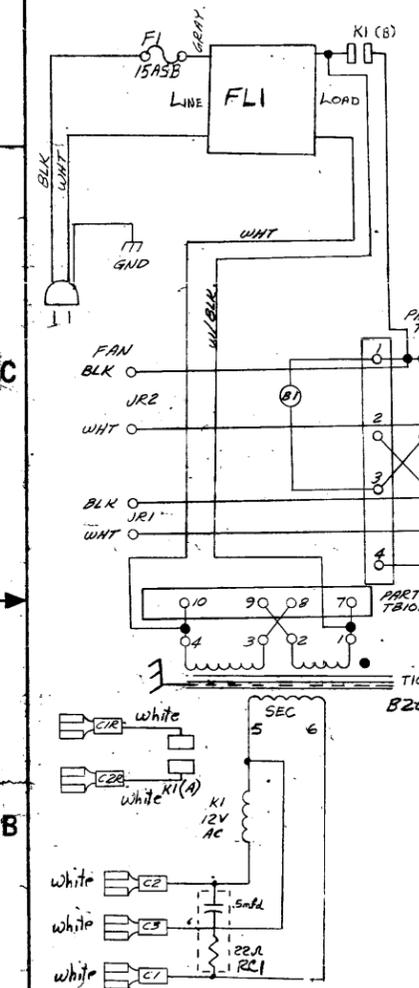 K1 (B)
F1
GRAY.
15ASB
LINE
FL1
LOAD
BLK
WHT
WHT
GND
W/BLK.
C
FAN
BLK
1
B1
JR2
WHT
2
3
BLK
JR1
WHT
4
10
9
8
7
PART
4
3
2
1
SEC
5
6
C1R
white
C2R
white
K1(A)
B
K1
12V
AC
white
C2
.5mfd
white
C3
22Ω
RC1
white
C1